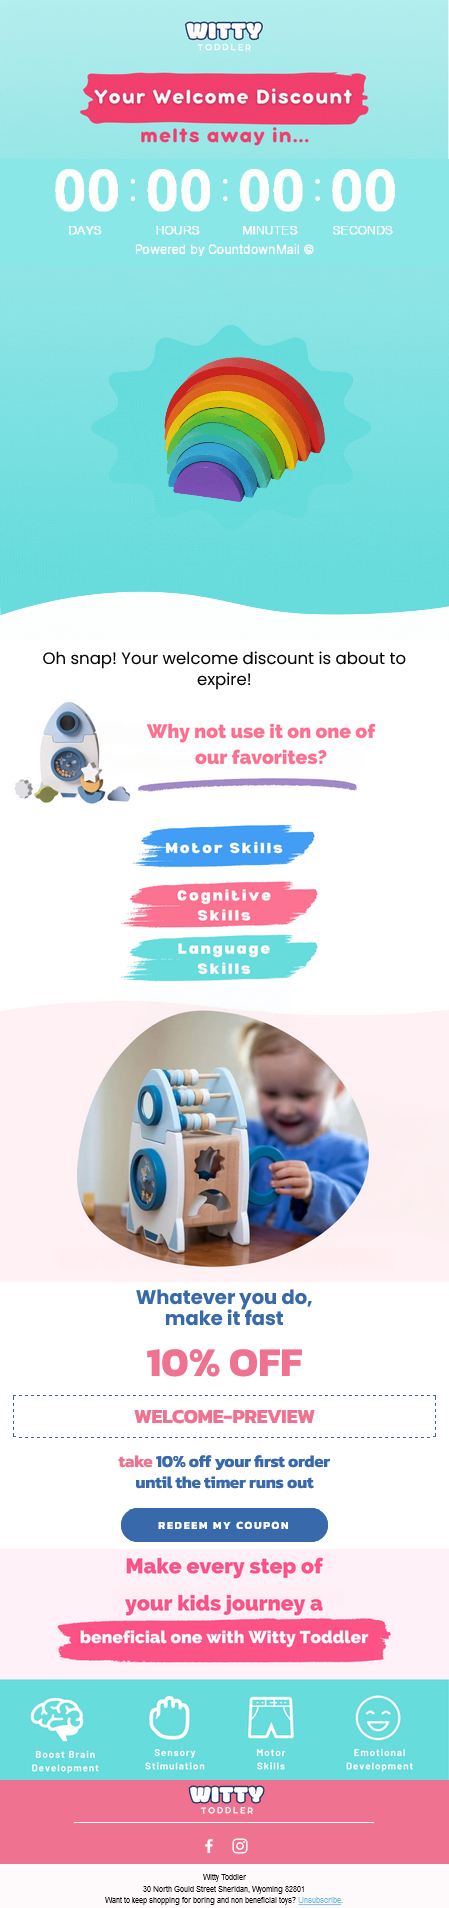 WITTY
TODDLER
Your Welcome Discount
melts away in...
00 : 00 : 00 : 00
DAYS HOURS MINUTES SECONDS
Powered by CountdownMail ©
Oh snap! Your welcome discount is about to
expire!
Why not use it on one of
our favorites?
Motor Skills
Cognitive
Skills
Language
Skills
Whatever you do,
make it fast
10% OFF
WELCOME-PREVIEW
take 10% off your first order
until the timer runs out
REDEEM MY COUPON
Make every step of
your kids journey a
beneficial one with Witty Toddler
Boost Brain
Development
Sensory
Stimulation
Motor
Skills
Emotional
Development
WITTY
TODDLER
Witty Toddler
30 North Gould Street Sheridan, Wyoming 82801
Want to keep shopping for boring and non beneficial toys? Unsubscribe.